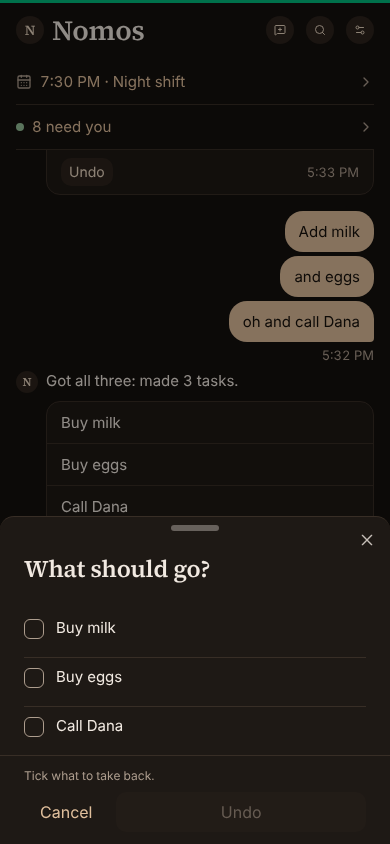 N Nomos
7:30 PM · Night shift
8 need you
Undo 5:33 PM
Add milk
and eggs
oh and call Dana
5:32 PM
N Got all three: made 3 tasks.
Buy milk
Buy eggs
Call Dana
What should go?
Buy milk
Buy eggs
Call Dana
Tick what to take back.
Cancel Undo